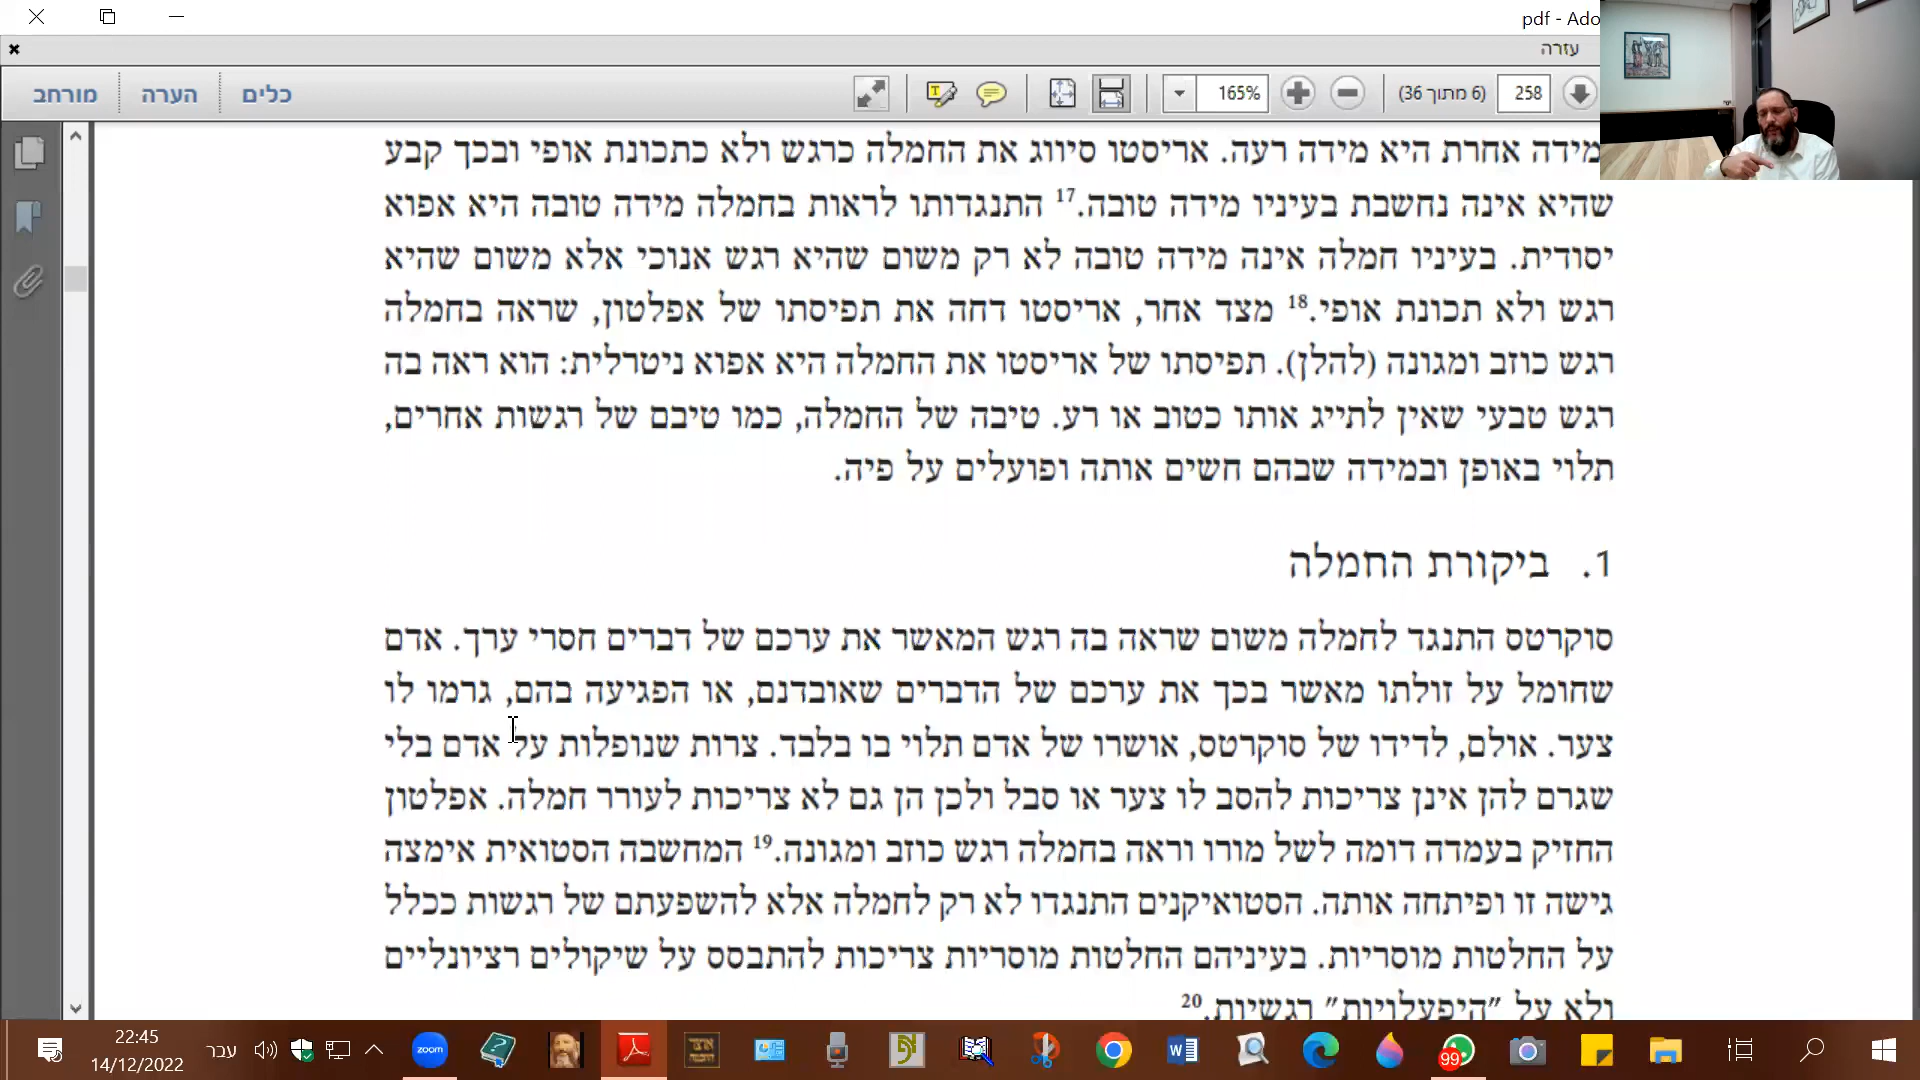 pdf - Ado
עזרה
כלים
הערה
מורחב
165%
(6 מתוך 36)
258
מידה אחרת היא מידה רעה. אריסטו סיווג את החמלה כרגש ולא כתכונת אופי ובכך קבע
שהיא אינה נחשבת בעיניו מידה טובה.17 התנגדותו לראות בחמלה מידה טובה היא אפוא
יסודית. בעיניו חמלה אינה מידה טובה לא רק משום שהיא רגש אנוכי אלא משום שהיא
רגש ולא תכונת אופי.18 מצד אחר, אריסטו דחה את תפיסתו של אפלטון, שראה בחמלה
רגש כוזב ומגונה (להלן). תפיסתו של אריסטו את החמלה היא אפוא ניטרלית: הוא ראה בה
רגש טבעי שאין לתייג אותו כטוב או רע. טיבה של החמלה, כמו טיבם של רגשות אחרים,
תלוי באופן ובמידה שבהם חשים אותה ופועלים על פיה.
1. ביקורת החמלה
סוקרטס התנגד לחמלה משום שראה בה רגש המאשר את ערכם של דברים חסרי ערך. אדם
שחומל על זולתו מאשר בכך את ערכם של הדברים שאובדנם, או הפגיעה בהם, גרמו לו
צער. אולם, לדידו של סוקרטס, אושרו של אדם תלוי בו בלבד. צרות שנופלות על אדם בלי
שגרם להן אינן צריכות להסב לו צער או סבל ולכן הן גם לא צריכות לעורר חמלה. אפלטון
החזיק בעמדה דומה לשל מורו וראה בחמלה רגש כוזב ומגונה.19 המחשבה הסטואית אימצה
גישה זו ופיתחה אותה. הסטואיקנים התנגדו לא רק לחמלה אלא להשפעתם של רגשות ככלל
על החלטות מוסריות. בעיניהם החלטות מוסריות צריכות להתבסס על שיקולים רציונליים
ולא על "היפעלויות" רגשיות.20
22:45
14/12/2022
עבר
zoom
99